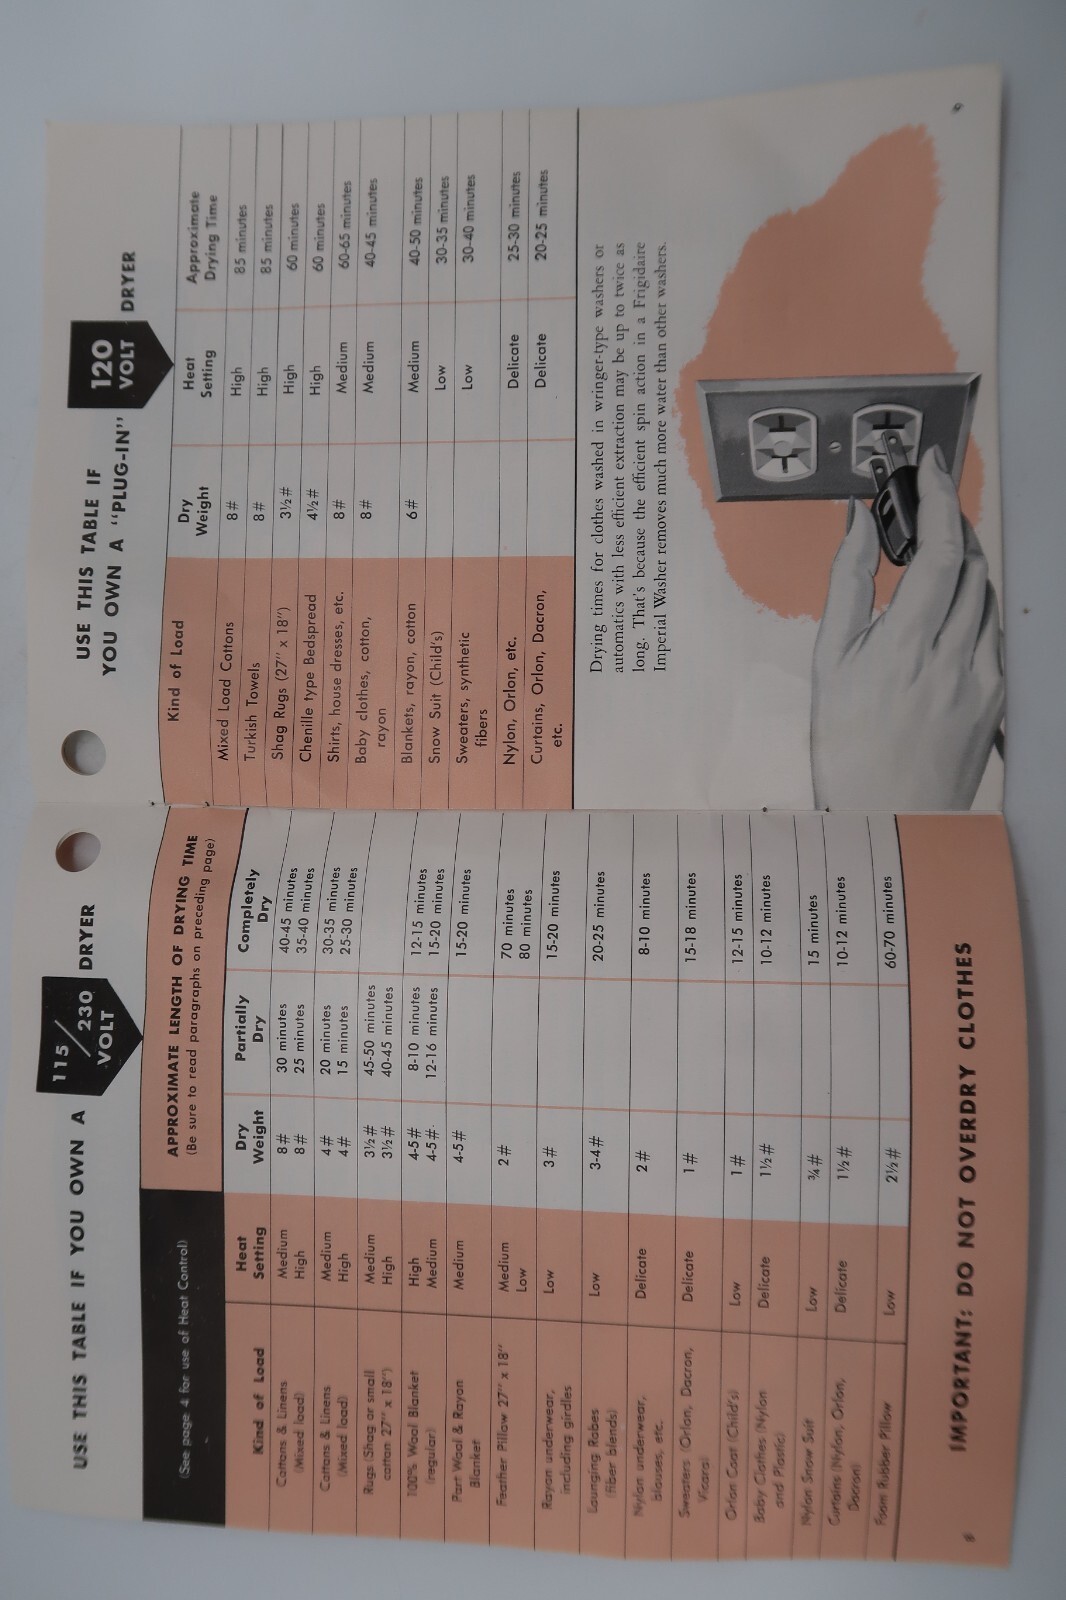 USE THIS TABLE IF YOU OWN A 115/230 VOLT DRYER
(See page 4 for use of Heat Control)
APPROXIMATE LENGTH OF DRYING TIME
(Be sure to read paragraphs on preceding page)
Kind of Load Heat Setting Dry Weight Partially Dry Completely Dry
Cottons & Linens Medium 8# 30 minutes 40-45 minutes
(Mixed load) High 8# 25 minutes 35-40 minutes
Cottons & Linens Medium 4# 20 minutes 30-35 minutes
(Mixed load) High 4# 15 minutes 25-30 minutes
Rugs (Shag or small Medium 3½# 45-50 minutes
cotton 27" x 18") High 3½# 40-45 minutes
100% Wool Blanket High 4-5# 8-10 minutes 12-15 minutes
(regular) Medium 4-5# 12-16 minutes 15-20 minutes
Part Wool & Rayon Medium 4-5# 15-20 minutes
Blanket
Feather Pillow 27" x 18" Medium 2# 70 minutes
Low 80 minutes
Rayon underwear, Low 3# 15-20 minutes
including girdles
Lounging Robes Low 3-4# 20-25 minutes
(fiber blends)
Nylon underwear, Delicate 2# 8-10 minutes
blouses, etc.
Sweaters (Orlon, Dacron, Delicate 1# 15-18 minutes
Vicara)
Orlon Coat (Child's) Low 1# 12-15 minutes
Baby Clothes (Nylon Delicate 1½# 10-12 minutes
and Plastic)
Nylon Snow Suit Low ¾# 15 minutes
Curtains (Nylon, Orlon, Delicate 1½# 10-12 minutes
Dacron)
Foam Rubber Pillow Low 2½# 60-70 minutes
IMPORTANT: DO NOT OVERDRY CLOTHES
8
USE THIS TABLE IF
YOU OWN A "PLUG-IN" 120 VOLT DRYER
Kind of Load Dry Weight Heat Setting Approximate Drying Time
Mixed Load Cottons 8# High 85 minutes
Turkish Towels 8# High 85 minutes
Shag Rugs (27" x 18") 3½# High 60 minutes
Chenille type Bedspread 4½# High 60 minutes
Shirts, house dresses, etc. 8# Medium 60-65 minutes
Baby clothes, cotton, 8# Medium 40-45 minutes
rayon
Blankets, rayon, cotton 6# Medium 40-50 minutes
Snow Suit (Child's) Low 30-35 minutes
Sweaters, synthetic Low 30-40 minutes
fibers
Nylon, Orlon, etc. Delicate 25-30 minutes
Curtains, Orlon, Dacron, Delicate 20-25 minutes
etc.
Drying times for clothes washed in wringer-type washers or
automatics with less efficient extraction may be up to twice as
long. That's because the efficient spin action in a Frigidaire
Imperial Washer removes much more water than other washers.